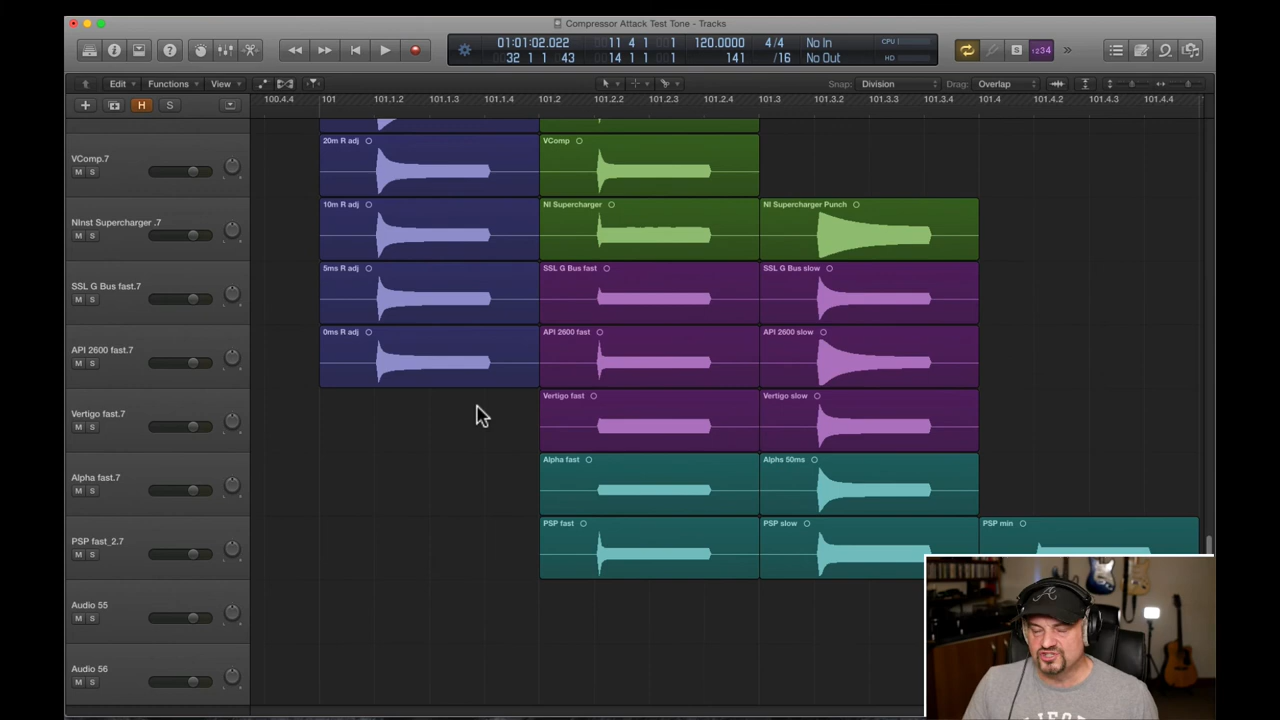 Compressor Attack Test Tone - Tracks
01:01:02.022 11 4 1 1 120.0000 4/4 No In CPU
32 1 1 43 14 1 1 1 141 /16 No Out HD
1234
Edit Functions View Snap: Division Drag: Overlap
H S 100.4.4 101 101.1.2 101.1.3 101.1.4 101.2 101.2.2 101.2.3 101.2.4 101.3 101.3.2 101.3.3 101.3.4 101.4 101.4.2 101.4.3 101.4.4
20m R adj VComp
VComp.7
M S
10m R adj NI Supercharger NI Supercharger Punch
NInst Supercharger .7
M S
5ms R adj SSL G Bus fast SSL G Bus slow
SSL G Bus fast.7
M S
0ms R adj API 2600 fast API 2600 slow
API 2600 fast.7
M S
Vertigo fast Vertigo slow
Vertigo fast.7
M S
Alpha fast Alphs 50ms
Alpha fast.7
M S
PSP fast PSP slow PSP min
PSP fast_2.7
M S
Audio 55
M S
Audio 56
M S